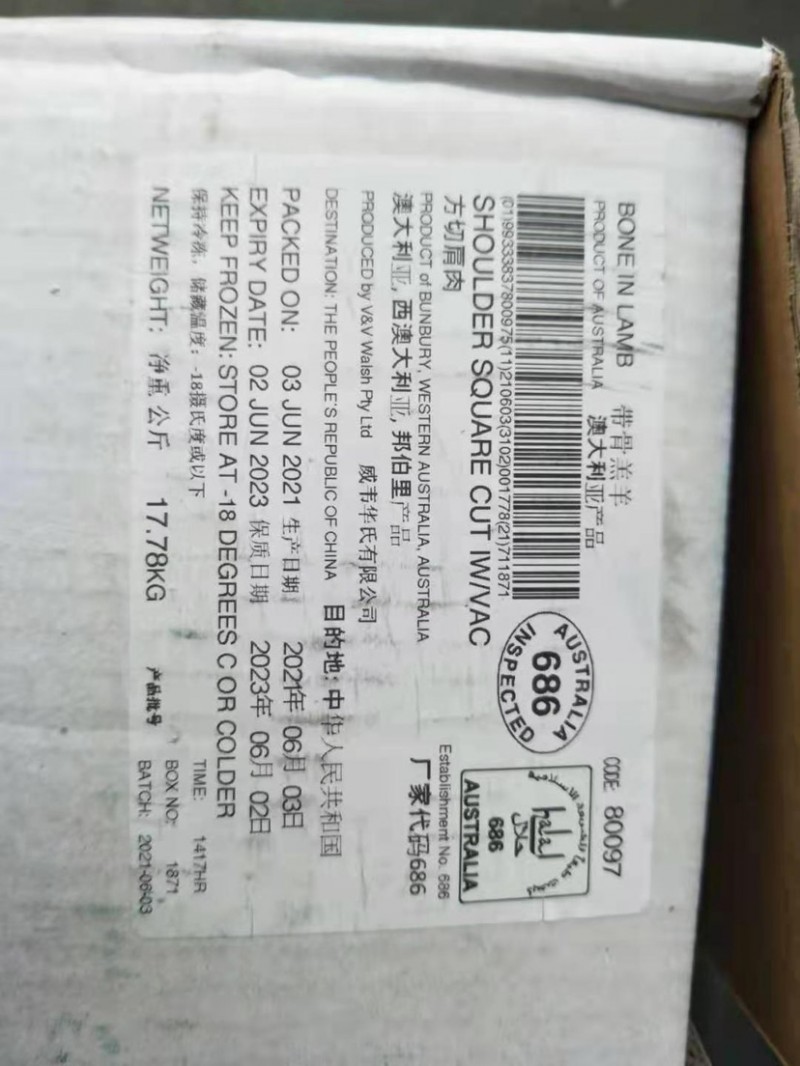 BONE IN LAMB 带骨羔羊 CODE 80097
PRODUCT OF AUSTRALIA 澳大利亚产品
(01)99333837800975(11)210603(3102)001778(21)711871
AUSTRALIA
686
INSPECTED
halal
حلال
686
AUSTRALIA
SHOULDER SQUARE CUT IW/VAC
方切肩肉
PRODUCT of BUNBURY, WESTERN AUSTRALIA, AUSTRALIA Establishment No. 686
澳大利亚, 西澳大利亚, 邦伯里产品 厂家代码686
PRODUCED by V&V Walsh Pty Ltd 威韦华氏有限公司
DESTINATION: THE PEOPLE'S REPUBLIC OF CHINA 目的地: 中华人民共和国
PACKED ON: 03 JUN 2021 生产日期 2021年 06月 03日
EXPIRY DATE: 02 JUN 2023 保质日期 2023年 06月 02日
KEEP FROZEN: STORE AT -18 DEGREES C OR COLDER
保持冷冻, 储藏温度: -18摄氏度或以下 TIME: 1417HR
BOX NO: 1871
NETWEIGHT: 净重 公斤 17.78KG 产品批号 BATCH: 2021-06-03